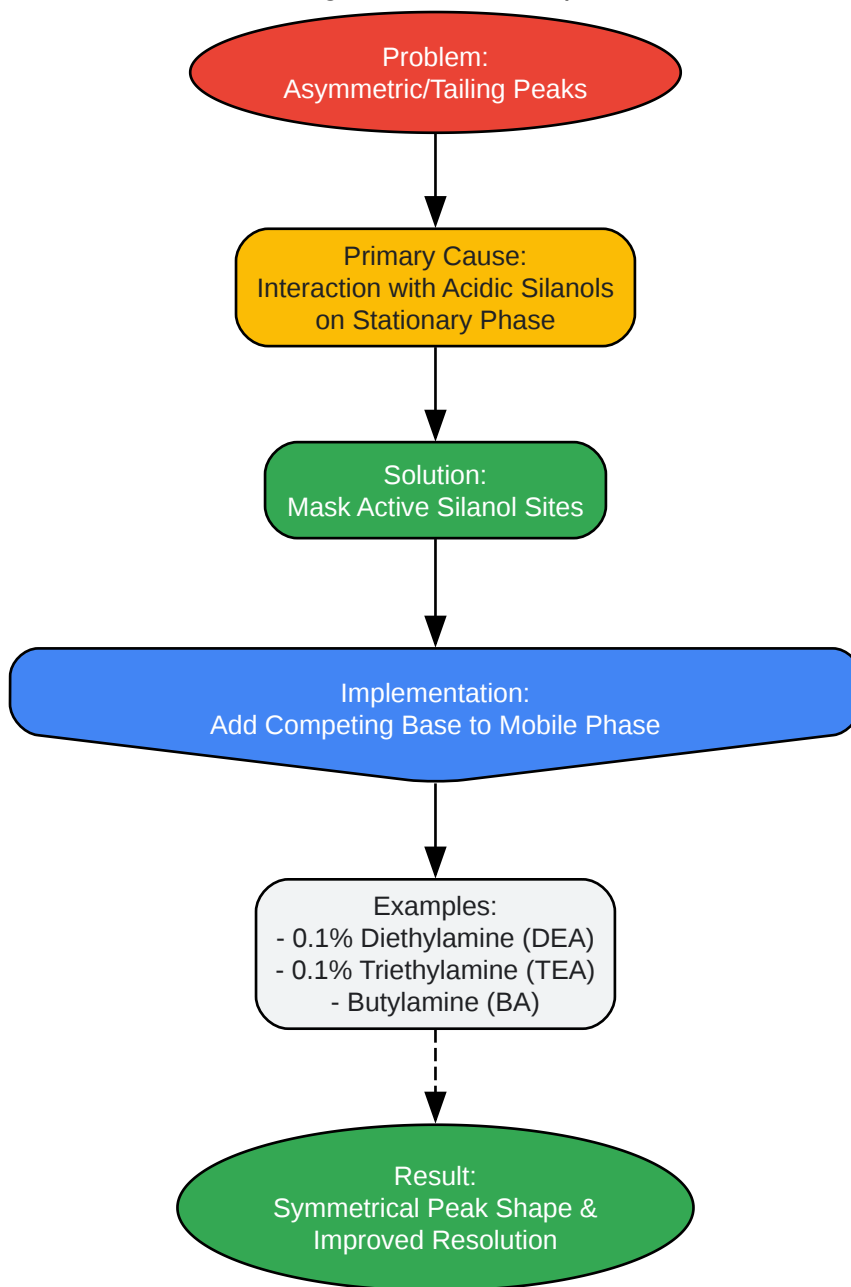 Problem:
Asymmetric/Tailing Peaks
Primary Cause:
Interaction with Acidic Silanols
on Stationary Phase
Solution:
Mask Active Silanol Sites
Implementation:
Add Competing Base to Mobile Phase
Examples:
- 0.1% Diethylamine (DEA)
- 0.1% Triethylamine (TEA)
- Butylamine (BA)
Result:
Symmetrical Peak Shape &
Improved Resolution